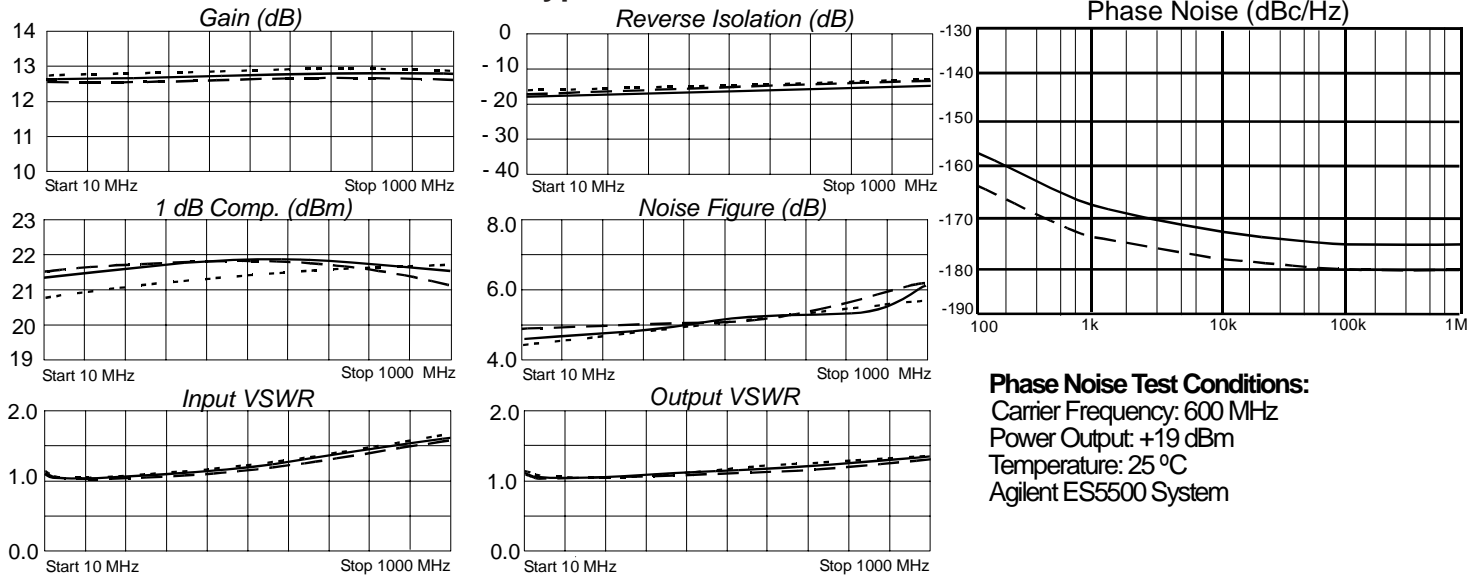 Gain (dB)
14
13
12
11
10
Start 10 MHz Stop 1000 MHz
Reverse Isolation (dB)
0
- 10
- 20
- 30
- 40
Start 10 MHz Stop 1000 MHz
Phase Noise (dBc/Hz)
-130
-140
-150
-160
-170
-180
-190
100 1k 10k 100k 1M
1 dB Comp. (dBm)
23
22
21
20
19
Start 10 MHz Stop 1000 MHz
Noise Figure (dB)
8.0
6.0
4.0
Start 10 MHz Stop 1000 MHz
Input VSWR
2.0
1.0
0.0
Start 10 MHz Stop 1000 MHz
Output VSWR
2.0
1.0
0.0
Start 10 MHz Stop 1000 MHz
Phase Noise Test Conditions:
Carrier Frequency: 600 MHz
Power Output: +19 dBm
Temperature: 25 ºC
Agilent ES5500 System